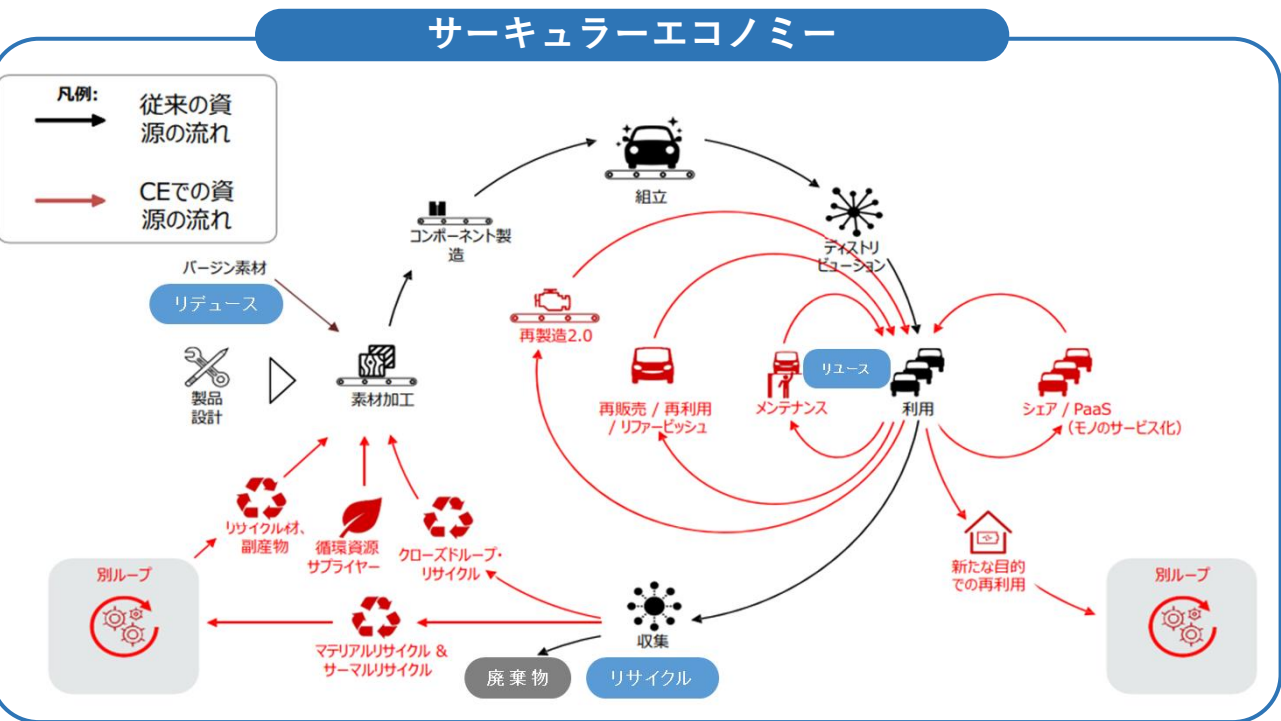 サーキュラーエコノミー
凡例:
従来の資
源の流れ
CEでの資
源の流れ
組立
コンポーネント製
造
ディストリ
ビューション
バージン素材
リデュース
製品
設計
素材加工
再製造2.0
再販売 / 再利用
/ リファービッシュ
メンテナンス
リユース
利用
シェア / PaaS
(モノのサービス化)
リサイクル材、
副産物
循環資源
サプライヤー
クローズドループ・
リサイクル
新たな目的
での再利用
別ループ
別ループ
マテリアルリサイクル &
サーマルリサイクル
収集
廃棄物
リサイクル